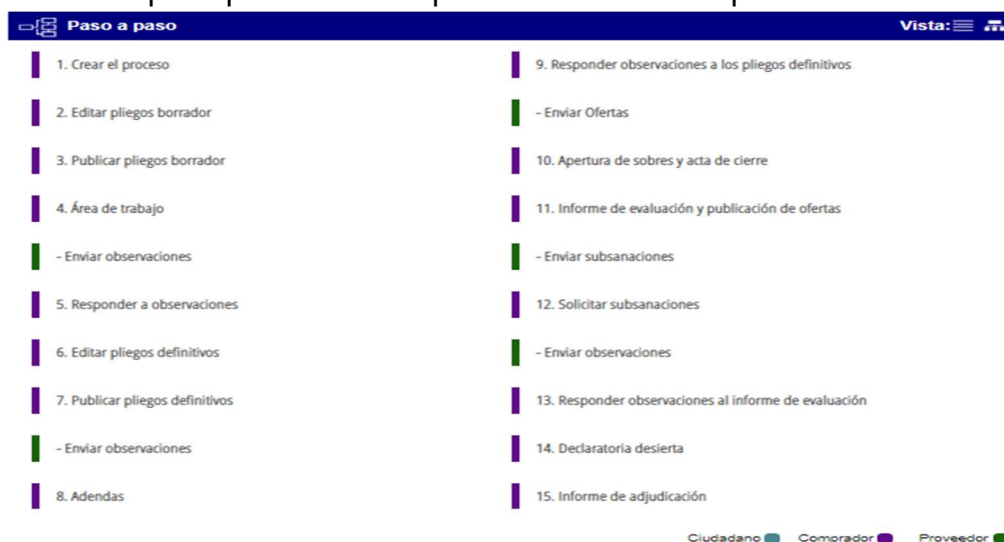 Paso a paso
Vista:
1. Crear el proceso
2. Editar pliegos borrador
3. Publicar pliegos borrador
4. Área de trabajo
- Enviar observaciones
5. Responder a observaciones
6. Editar pliegos definitivos
7. Publicar pliegos definitivos
- Enviar observaciones
8. Adendas
9. Responder observaciones a los pliegos definitivos
- Enviar Ofertas
10. Apertura de sobres y acta de cierre
11. Informe de evaluación y publicación de ofertas
- Enviar subsanaciones
12. Solicitar subsanaciones
- Enviar observaciones
13. Responder observaciones al informe de evaluación
14. Declaratoria desierta
15. Informe de adjudicación
Ciudadano Comprador Proveedor